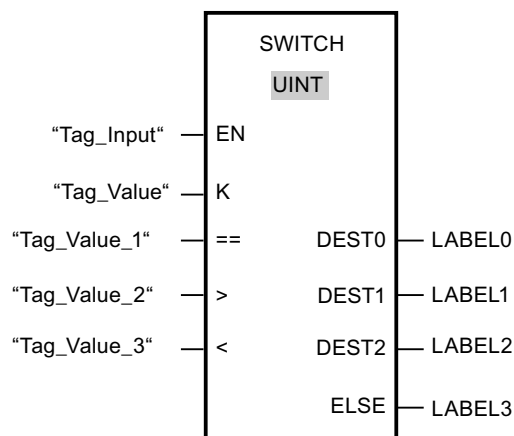 SWITCH
UINT
“Tag_Input“ EN
“Tag_Value“ K
“Tag_Value_1“ == DEST0 LABEL0
“Tag_Value_2“ > DEST1 LABEL1
“Tag_Value_3“ < DEST2 LABEL2
ELSE LABEL3